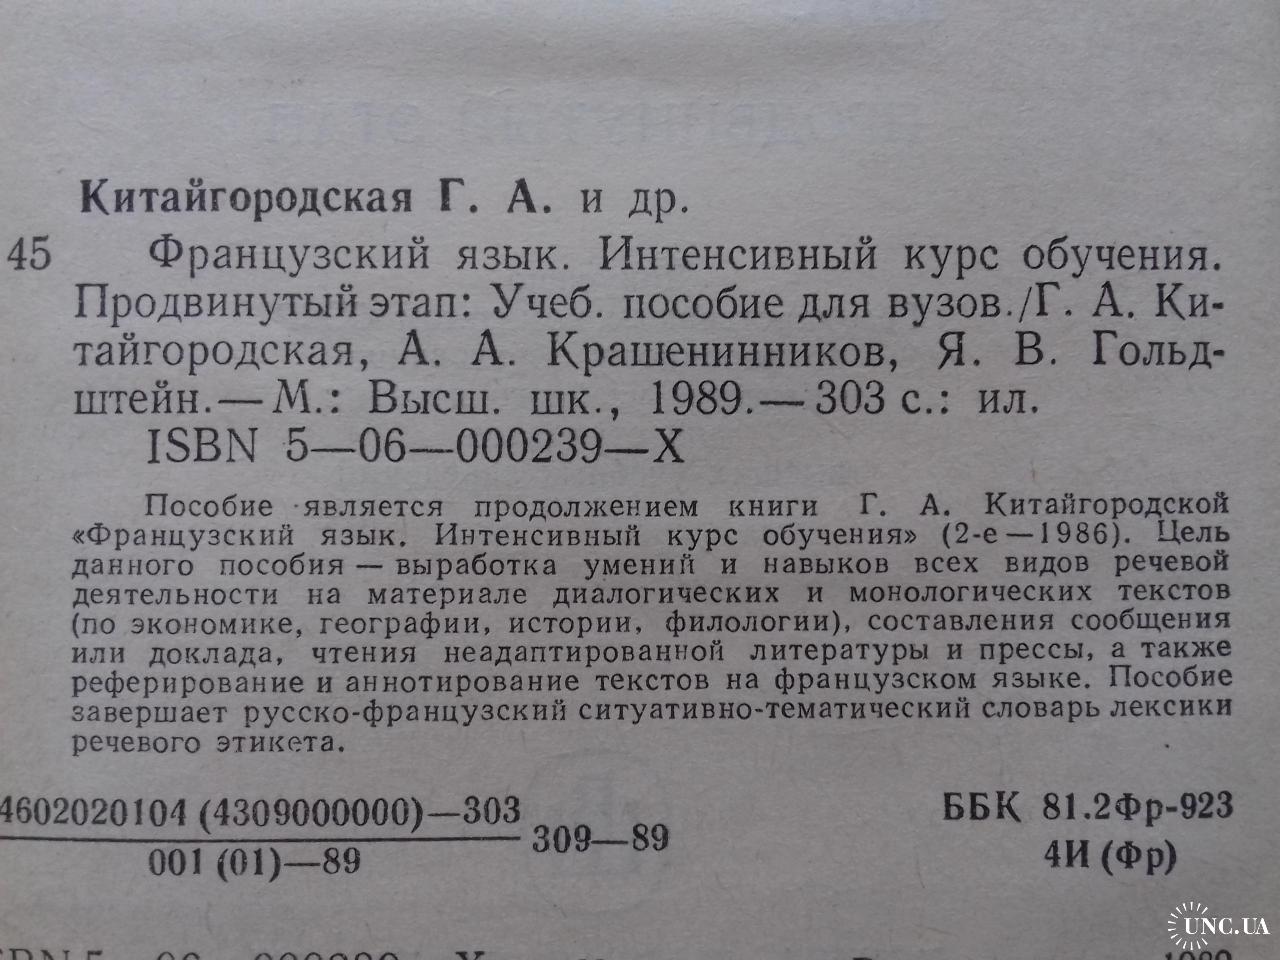 Китайгородская Г. А. и др.
45 Французский язык. Интенсивный курс обучения.
Продвинутый этап: Учеб. пособие для вузов./Г. А. Ки-
тайгородская, А. А. Крашенинников, Я. В. Гольд-
штейн.— М.: Высш. шк., 1989.— 303 с.: ил.
ISBN 5—06—000239—X
Пособие является продолжением книги Г. А. Китайгородской
«Французский язык. Интенсивный курс обучения» (2-е — 1986). Цель
данного пособия — выработка умений и навыков всех видов речевой
деятельности на материале диалогических и монологических текстов
(по экономике, географии, истории, филологии), составления сообщения
или доклада, чтения неадаптированной литературы и прессы, а также
реферирование и аннотирование текстов на французском языке. Пособие
завершает русско-французский ситуативно-тематический словарь лексики
речевого этикета.
4602020104 (4309000000)—303
001 (01)—89
309—89
ББК 81.2Фр-923
4И (Фр)
UNC.UA